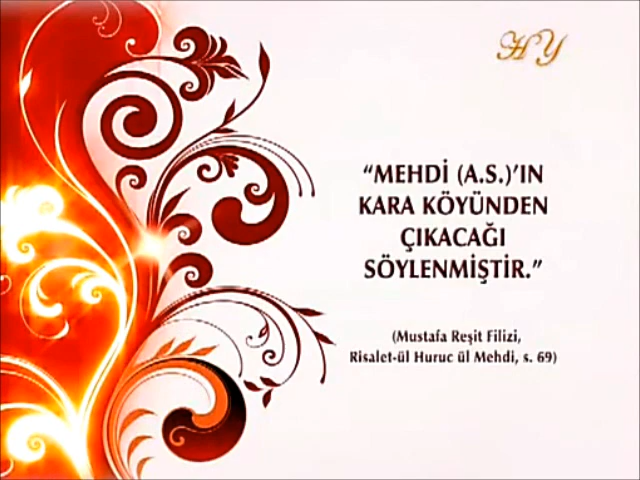 HY
“MEHDİ (A.S.)’IN
KARA KÖYÜNDEN
ÇIKACAĞI
SÖYLENMİŞTİR.”
(Mustafa Reşit Filizi,
Risalet-ül Huruc ül Mehdi, s. 69)